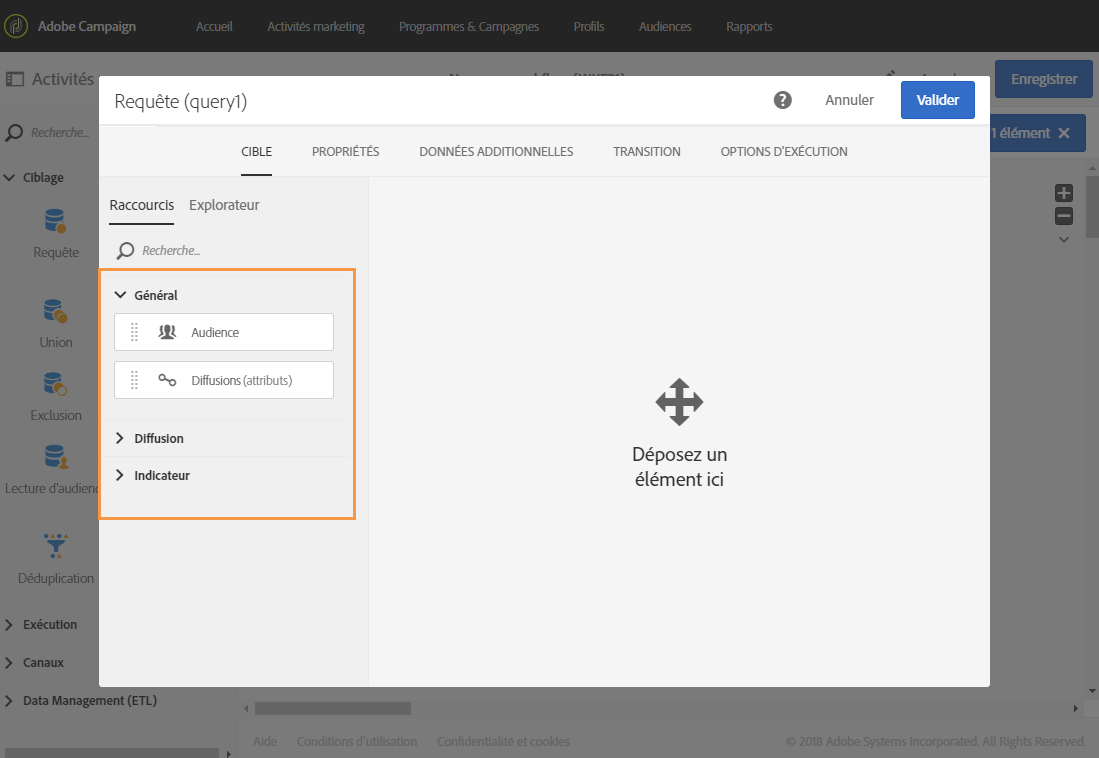 Adobe Campaign
Accueil
Activités marketing
Programmes & Campagnes
Profils
Audiences
Rapports
Activités
Enregistrer
Requête (query1)
Annuler
Valider
Recherche...
1 élément
CIBLE
PROPRIÉTÉS
DONNÉES ADDITIONNELLES
TRANSITION
OPTIONS D'EXÉCUTION
Ciblage
Requête
Union
Exclusion
Lecture d'audien
Déduplication
Exécution
Canaux
Data Management (ETL)
Raccourcis
Explorateur
Recherche...
Général
Audience
Diffusions (attributs)
Diffusion
Indicateur
Déposez un
élément ici
Aide
Conditions d'utilisation
Confidentialité et cookies
© 2018 Adobe Systems Incorporated. All Rights Reserved.